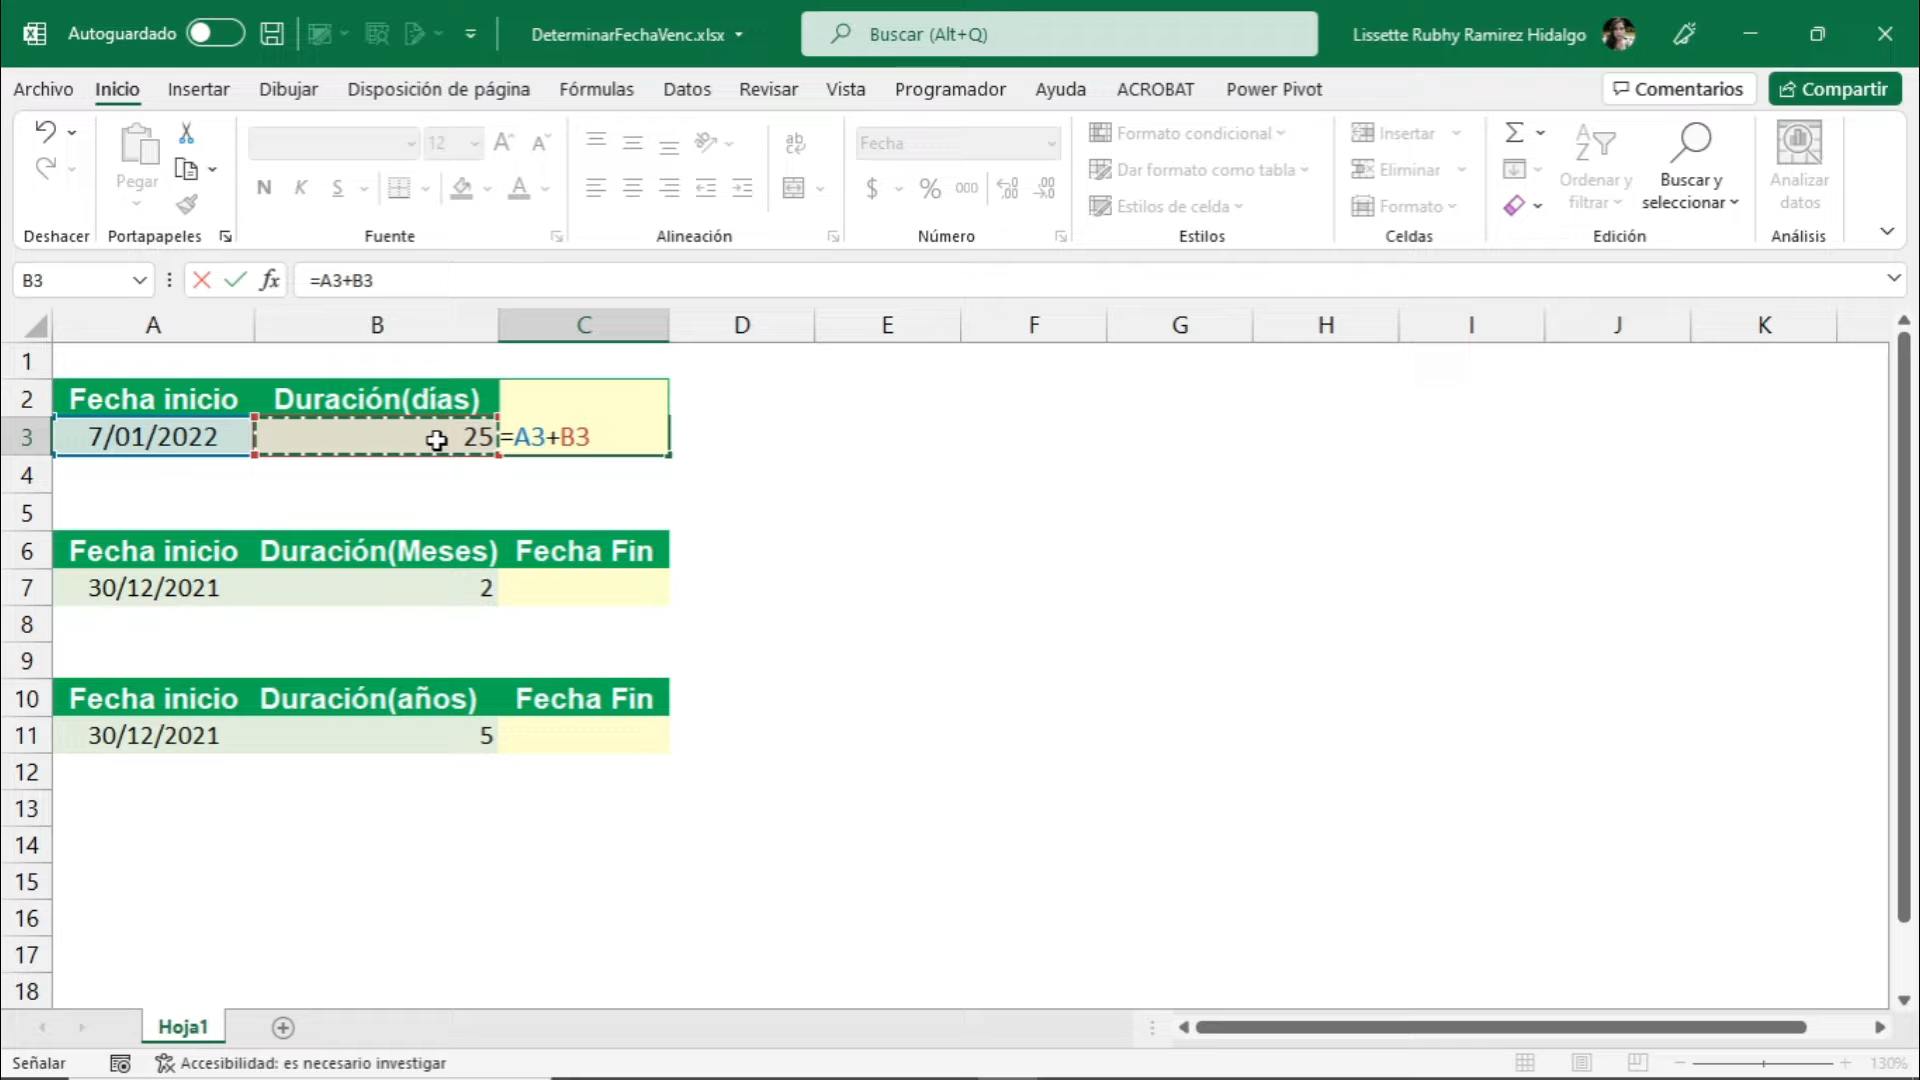 Autoguardado DeterminarFechaVenc.xlsx Buscar (Alt+Q) Lissette Rubhy Ramirez Hidalgo
Archivo Inicio Insertar Dibujar Disposición de página Fórmulas Datos Revisar Vista Programador Ayuda ACROBAT Power Pivot Comentarios Compartir
Pegar 12 A A ab Fecha Formato condicional Insertar Σ Ordenar y filtrar Buscar y seleccionar Analizar datos
N K S A $ % 000 Dar formato como tabla Eliminar
Estilos de celda Formato
Deshacer Portapapeles Fuente Alineación Número Estilos Celdas Edición Análisis
B3 fx =A3+B3
A B C D E F G H I J K
1
2 Fecha inicio Duración(días)
3 7/01/2022 25 =A3+B3
4
5
6 Fecha inicio Duración(Meses) Fecha Fin
7 30/12/2021 2
8
9
10 Fecha inicio Duración(años) Fecha Fin
11 30/12/2021 5
12
13
14
15
16
17
18
Hoja1
Señalar Accesibilidad: es necesario investigar 130%